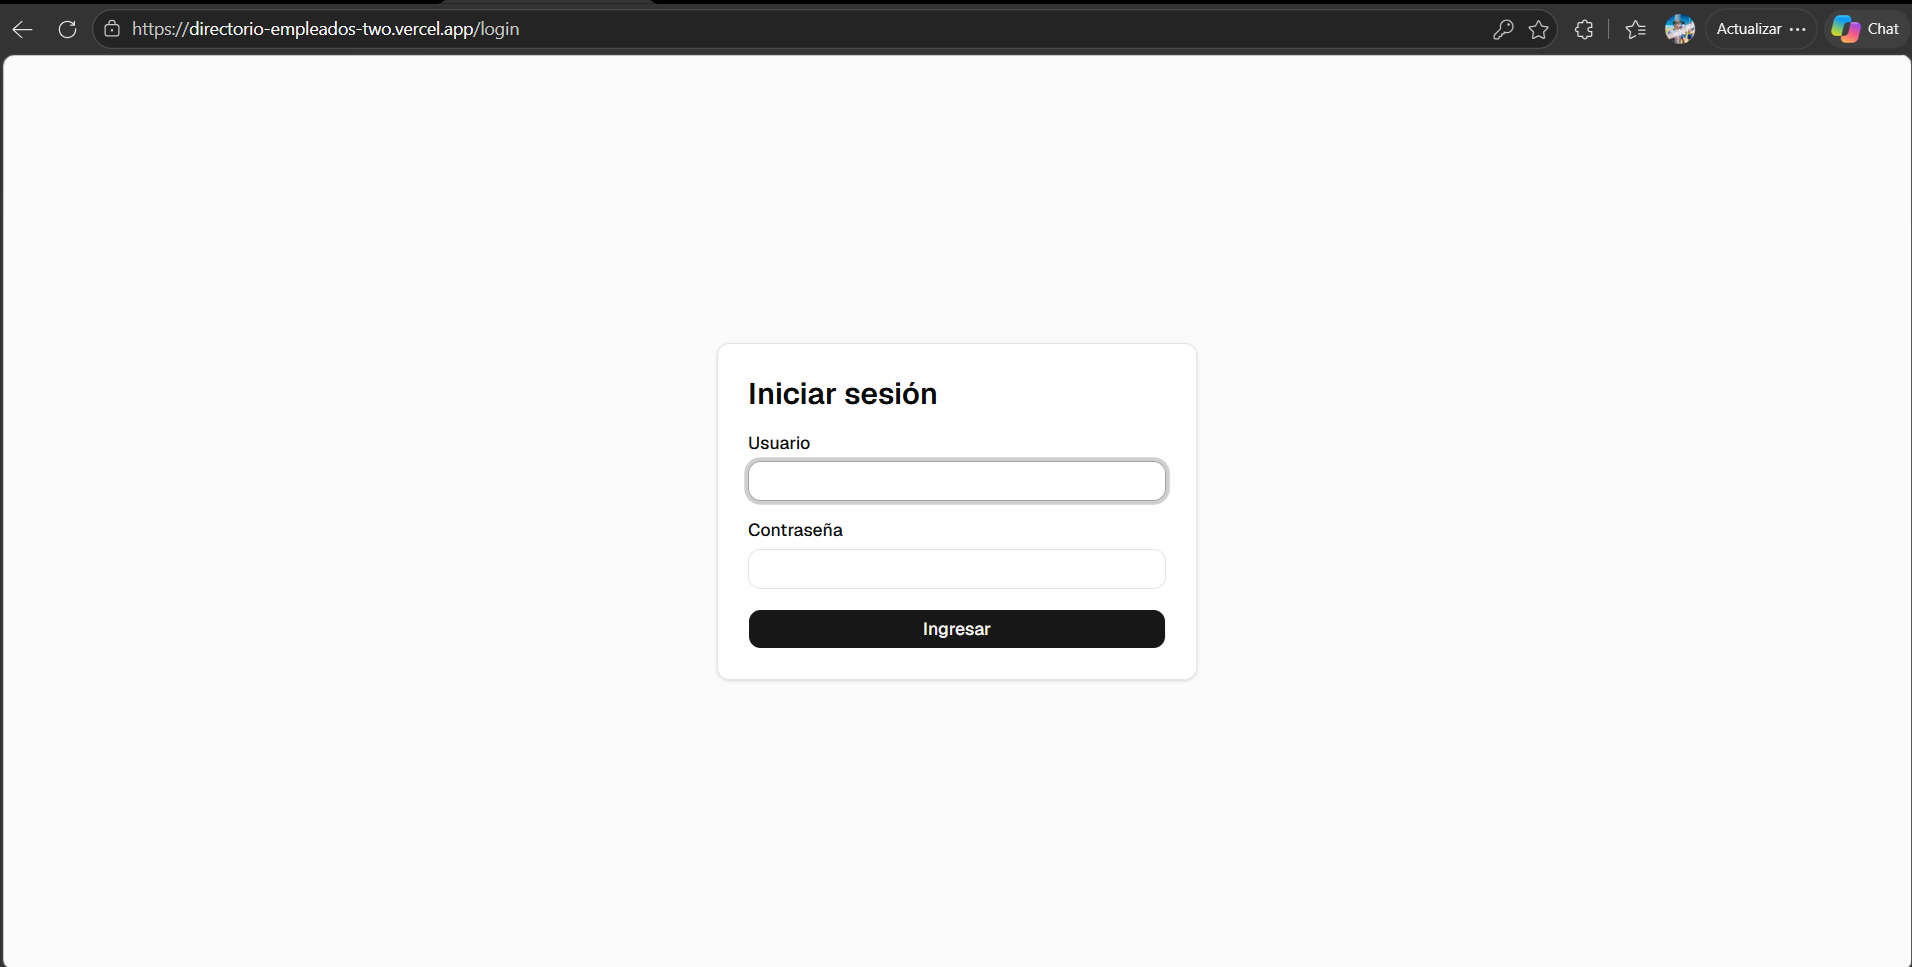 https://directorio-empleados-two.vercel.app/login
Actualizar
Chat
Iniciar sesión
Usuario
Contraseña
Ingresar